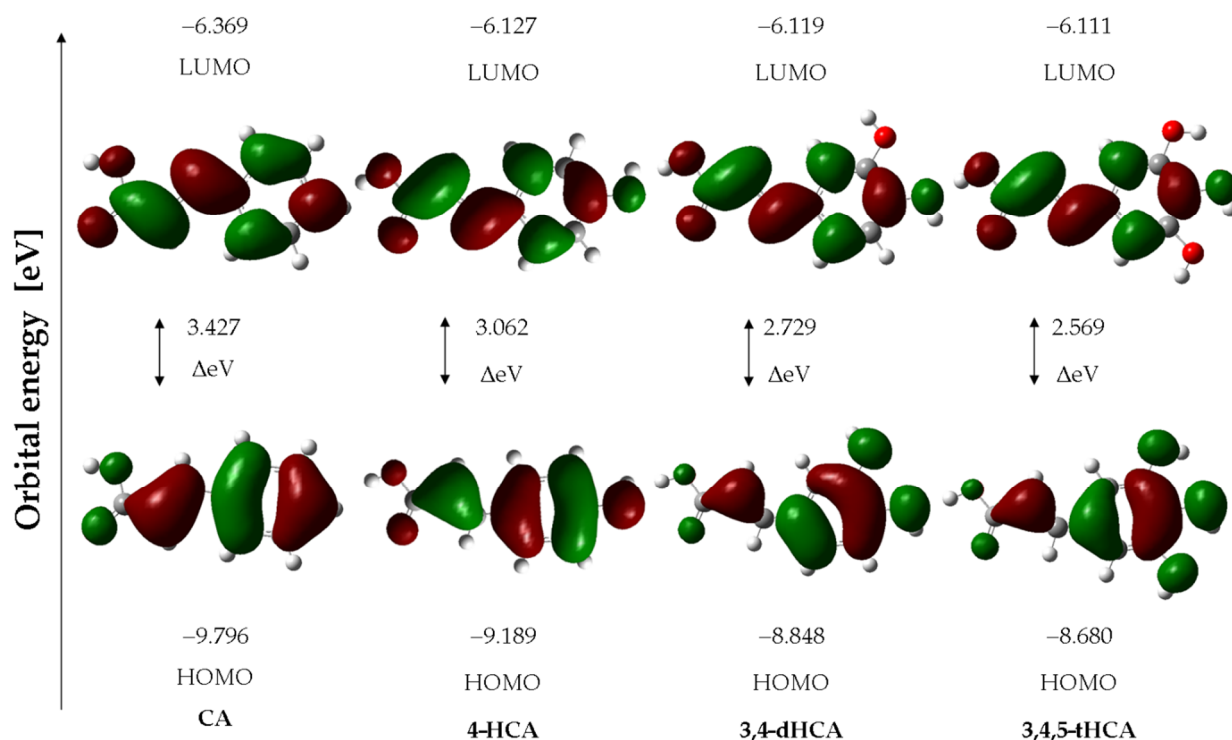 −6.369
LUMO
−6.127
LUMO
−6.119
LUMO
−6.111
LUMO
Orbital energy [eV]
3.427
ΔeV
3.062
ΔeV
2.729
ΔeV
2.569
ΔeV
−9.796
HOMO
CA
−9.189
HOMO
4-HCA
−8.848
HOMO
3,4-dHCA
−8.680
HOMO
3,4,5-tHCA